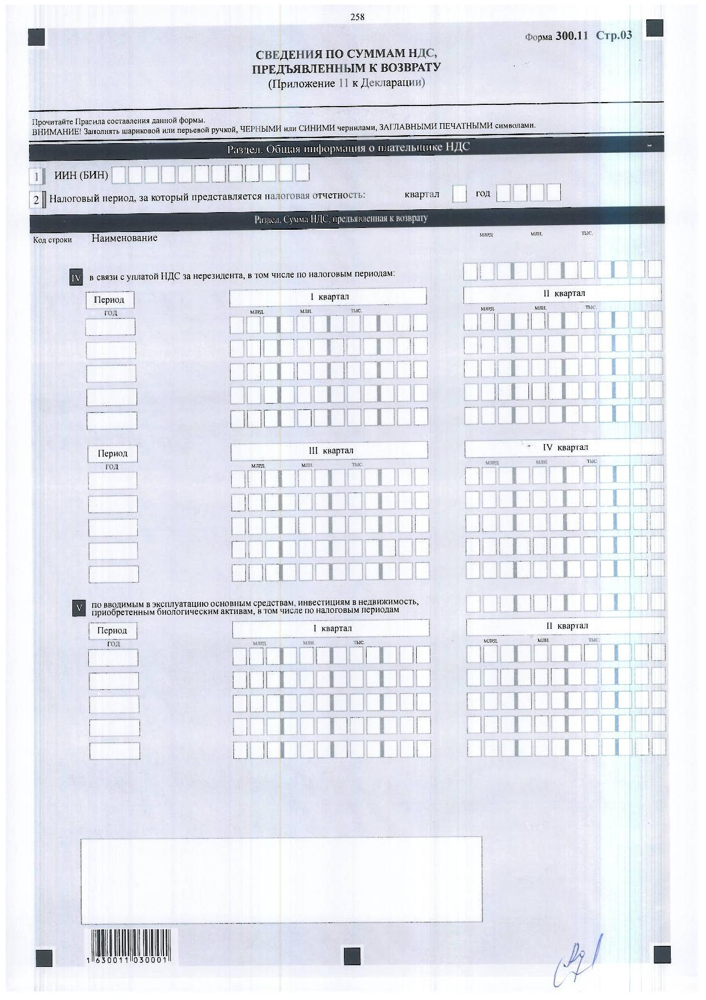 258
Форма 300.11 Стр.03
СВЕДЕНИЯ ПО СУММАМ НДС,
ПРЕДЪЯВЛЕННЫМ К ВОЗВРАТУ
(Приложение 11 к Декларации)
Прочитайте Правила составления данной формы.
ВНИМАНИЕ! Заполнять шариковой или перьевой ручкой, ЧЕРНЫМИ или СИНИМИ чернилами, ЗАГЛАВНЫМИ ПЕЧАТНЫМИ символами.
Раздел. Общая информация о плательщике НДС
1 ИИН (БИН)
2 Налоговый период, за который представляется налоговая отчетность: квартал год
Раздел. Сумма НДС, предъявленная к возврату
Код строки Наименование млрд. млн. тыс.
IV в связи с уплатой НДС за нерезидента, в том числе по налоговым периодам:
Период I квартал II квартал
год млрд. млн. тыс. млрд. млн. тыс.
Период III квартал IV квартал
год млрд. млн. тыс. млрд. млн. тыс.
V по вводимым в эксплуатацию основным средствам, инвестициям в недвижимость,
приобретенным биологическим активам, в том числе по налоговым периодам
Период I квартал II квартал
год млрд. млн. тыс. млрд. млн. тыс.
1 630011 030001